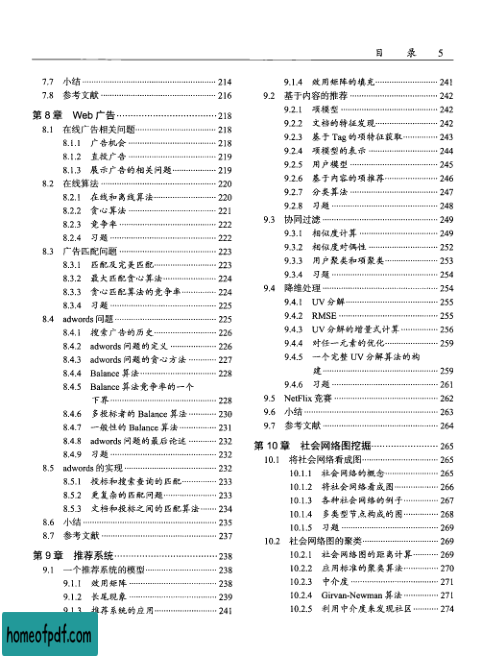 目 录 5
7.7 小结 214
7.8 参考文献 216
第 8 章 Web 广告 218
8.1 在线广告相关问题 218
8.1.1 广告机会 218
8.1.2 直投广告 219
8.1.3 展示广告的相关问题 219
8.2 在线算法 220
8.2.1 在线和离线算法 220
8.2.2 贪心算法 221
8.2.3 竞争率 222
8.2.4 习题 222
8.3 广告匹配问题 223
8.3.1 匹配及完美匹配 223
8.3.2 最大匹配贪心算法 224
8.3.3 贪心匹配算法的竞争率 224
8.3.4 习题 225
8.4 adwords 问题 225
8.4.1 搜索广告的历史 226
8.4.2 adwords 问题的定义 226
8.4.3 adwords 问题的贪心方法 227
8.4.4 Balance 算法 228
8.4.5 Balance 算法竞争率的一个
下界 228
8.4.6 多投标者的 Balance 算法 230
8.4.7 一般性的 Balance 算法 231
8.4.8 adwords 问题的最后论述 232
8.4.9 习题 232
8.5 adwords 的实现 232
8.5.1 投标和搜索查询的匹配 233
8.5.2 更复杂的匹配问题 233
8.5.3 文档和投标之间的匹配算法 234
8.6 小结 235
8.7 参考文献 237
第 9 章 推荐系统 238
9.1 一个推荐系统的模型 238
9.1.1 效用矩阵 238
9.1.2 长尾现象 239
9.1.3 推荐系统的应用 241
9.1.4 效用矩阵的填充 241
9.2 基于内容的推荐 242
9.2.1 项模型 242
9.2.2 文档的特征发现 242
9.2.3 基于 Tag 的项特征获取 243
9.2.4 项模型的表示 244
9.2.5 用户模型 245
9.2.6 基于内容的项推荐 246
9.2.7 分类算法 247
9.2.8 习题 248
9.3 协同过滤 249
9.3.1 相似度计算 249
9.3.2 相似度对偶性 252
9.3.3 用户聚类和项聚类 253
9.3.4 习题 254
9.4 降维处理 254
9.4.1 UV 分解 255
9.4.2 RMSE 255
9.4.3 UV 分解的增量式计算 256
9.4.4 对任一元素的优化 259
9.4.5 一个完整 UV 分解算法的构
建 259
9.4.6 习题 261
9.5 NetFlix 竞赛 262
9.6 小结 263
9.7 参考文献 264
第 10 章 社会网络图挖掘 265
10.1 将社会网络看成图 265
10.1.1 社会网络的概念 265
10.1.2 将社会网络看成图 266
10.1.3 各种社会网络的例子 267
10.1.4 多类型节点构成的图 268
10.1.5 习题 269
10.2 社会网络图的聚类 269
10.2.1 社会网络图的距离计算 269
10.2.2 应用标准的聚类算法 270
10.2.3 中介度 271
10.2.4 Girvan-Newman 算法 271
10.2.5 利用中介度来发现社区 274
homeofpdf.com